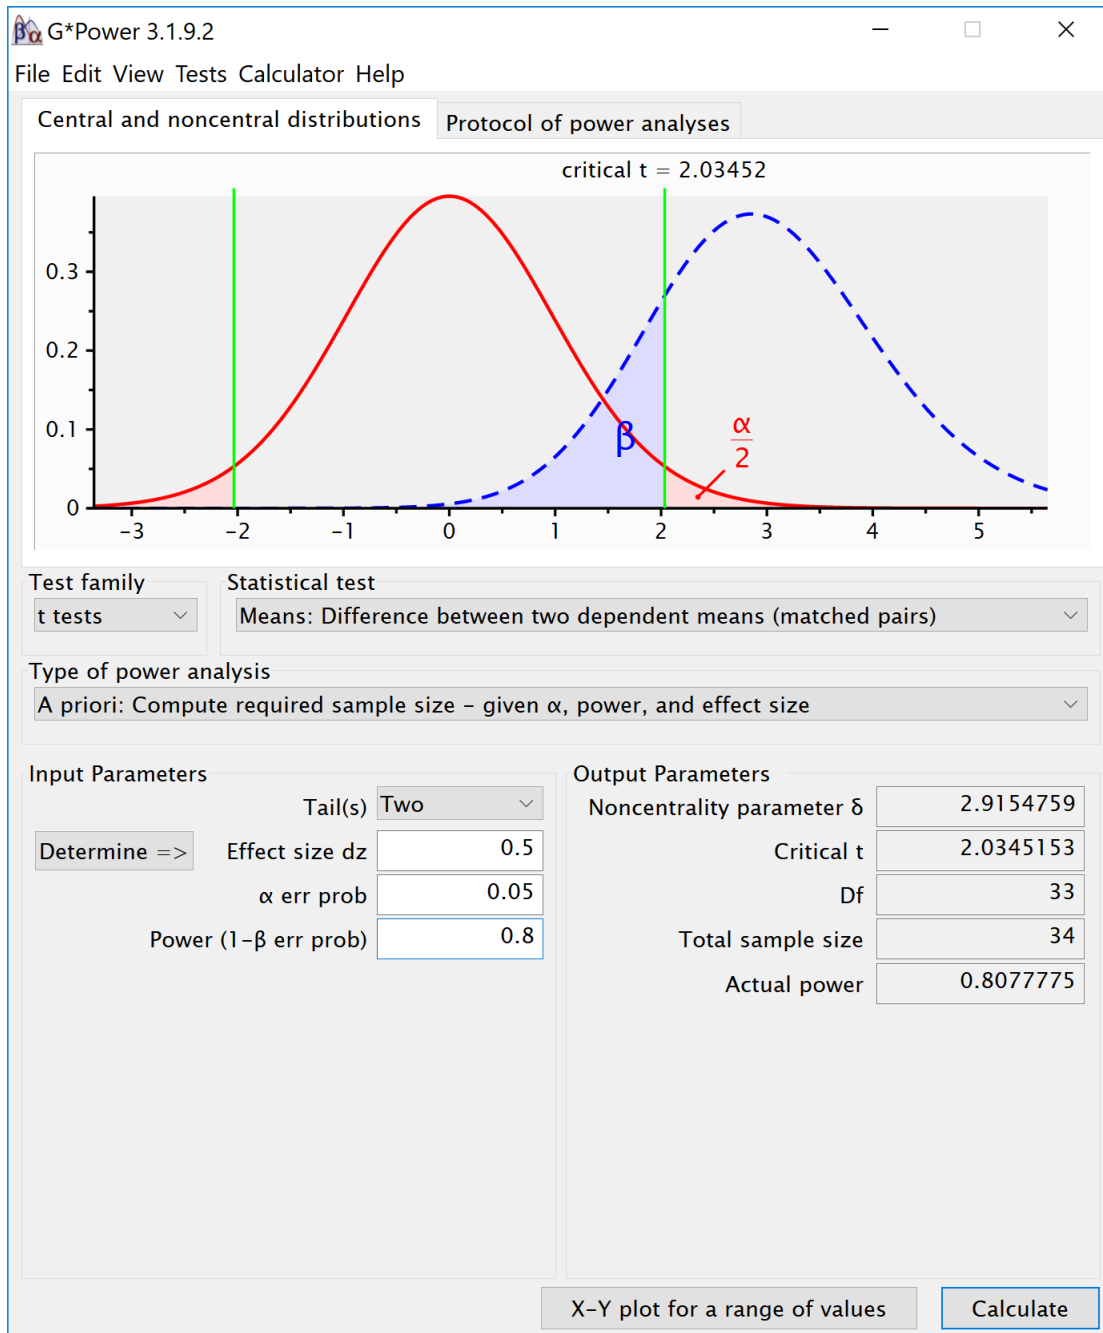 G*Power 3.1.9.2
File Edit View Tests Calculator Help
Central and noncentral distributions
Protocol of power analyses
critical t = 2.03452
0.3
0.2
0.1
0
β
α
2
-3 -2 -1 0 1 2 3 4 5
Test family
Statistical test
t tests
Means: Difference between two dependent means (matched pairs)
Type of power analysis
A priori: Compute required sample size - given α, power, and effect size
Input Parameters
Tail(s) Two
Determine => Effect size dz 0.5
α err prob 0.05
Power (1-β err prob) 0.8
Output Parameters
Noncentrality parameter δ 2.9154759
Critical t 2.0345153
Df 33
Total sample size 34
Actual power 0.8077775
X-Y plot for a range of values
Calculate